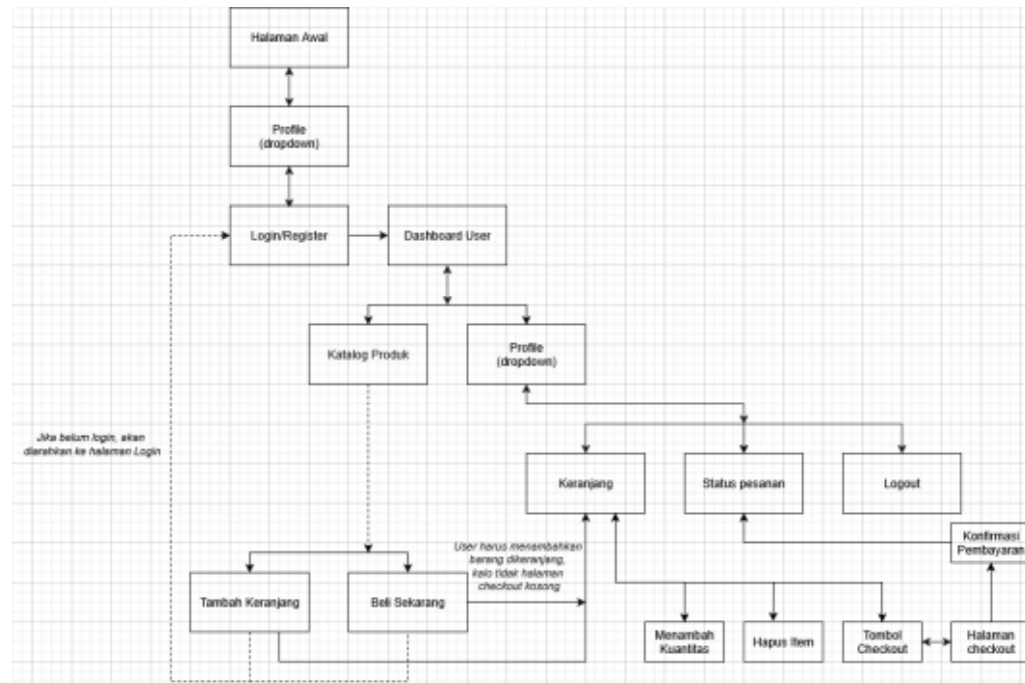 Halaman Awal
Profile
(dropdown)
Login/Register
Dashboard User
Katalog Produk
Profile
(dropdown)
Jika belum login, akan
diarahkan ke halaman Login
Keranjang
Status pesanan
Logout
Konfirmasi
Pembayaran
User harus menambahkan
barang dikeranjang,
kalo tidak halaman
checkout kosong
Tambah Keranjang
Beli Sekarang
Menambah
Kuantitas
Hapus Item
Tombol
Checkout
Halaman
checkout